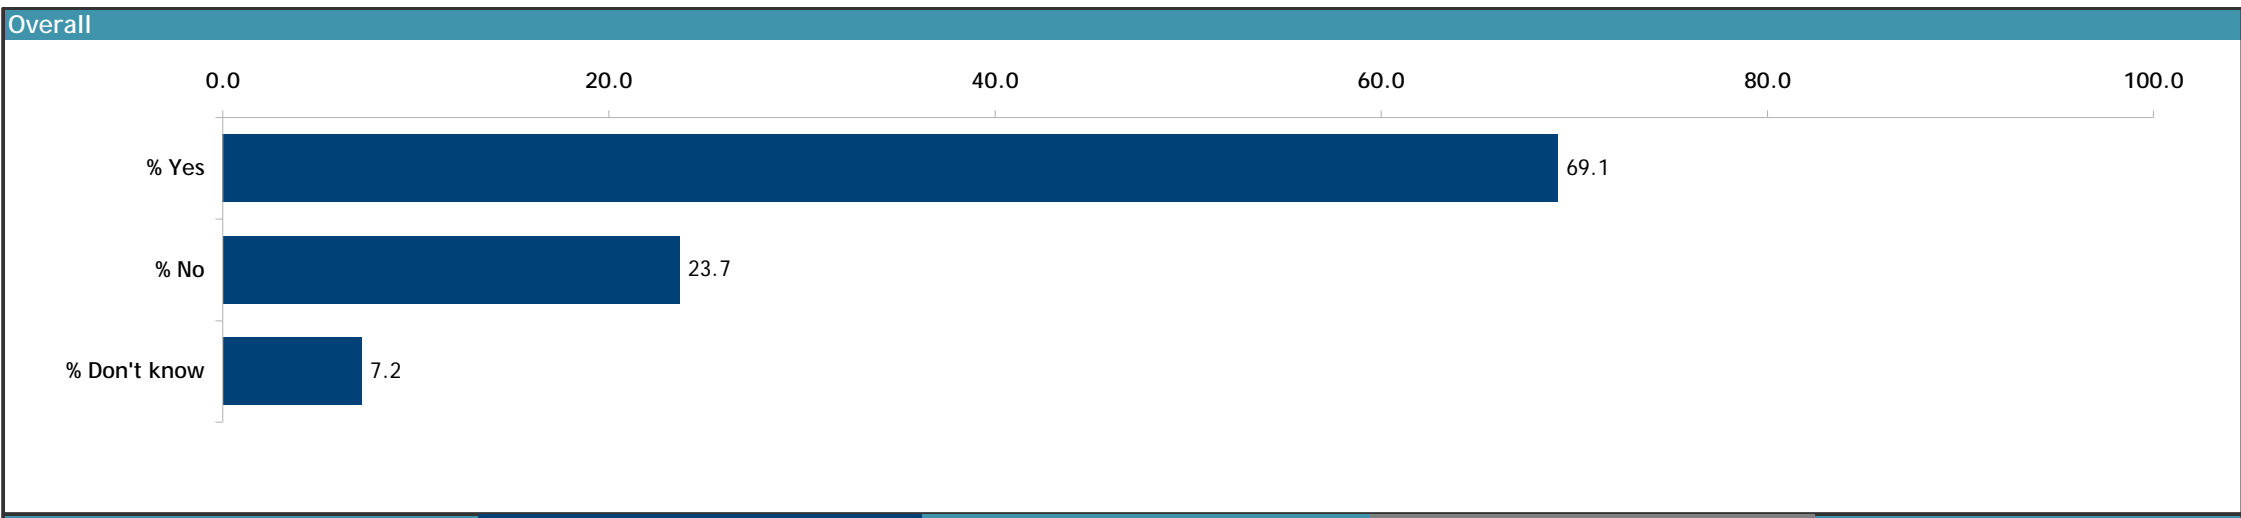 Overall
0.0 20.0 40.0 60.0 80.0 100.0
% Yes 69.1
% No 23.7
% Don't know 7.2